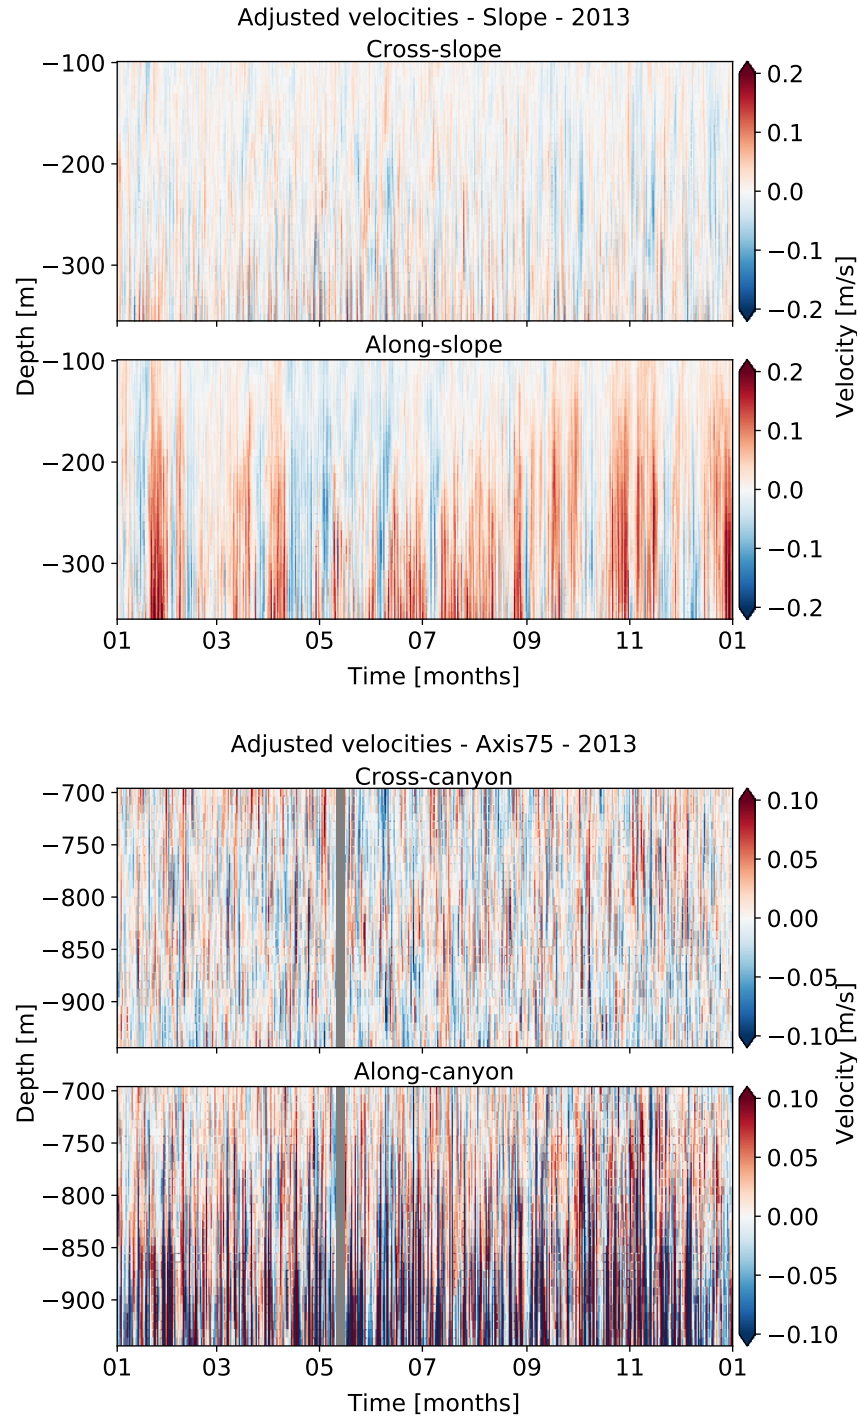 Adjusted velocities - Slope - 2013
Cross-slope
−100
−200
−300
0.2
0.1
0.0
−0.1
−0.2
Along-slope
−100
−200
−300
0.2
0.1
0.0
−0.1
−0.2
Depth [m]
Velocity [m/s]
01 03 05 07 09 11 01
Time [months]
Adjusted velocities - Axis75 - 2013
Cross-canyon
−700
−750
−800
−850
−900
0.10
0.05
0.00
−0.05
−0.10
Along-canyon
−700
−750
−800
−850
−900
0.10
0.05
0.00
−0.05
−0.10
Depth [m]
Velocity [m/s]
01 03 05 07 09 11 01
Time [months]